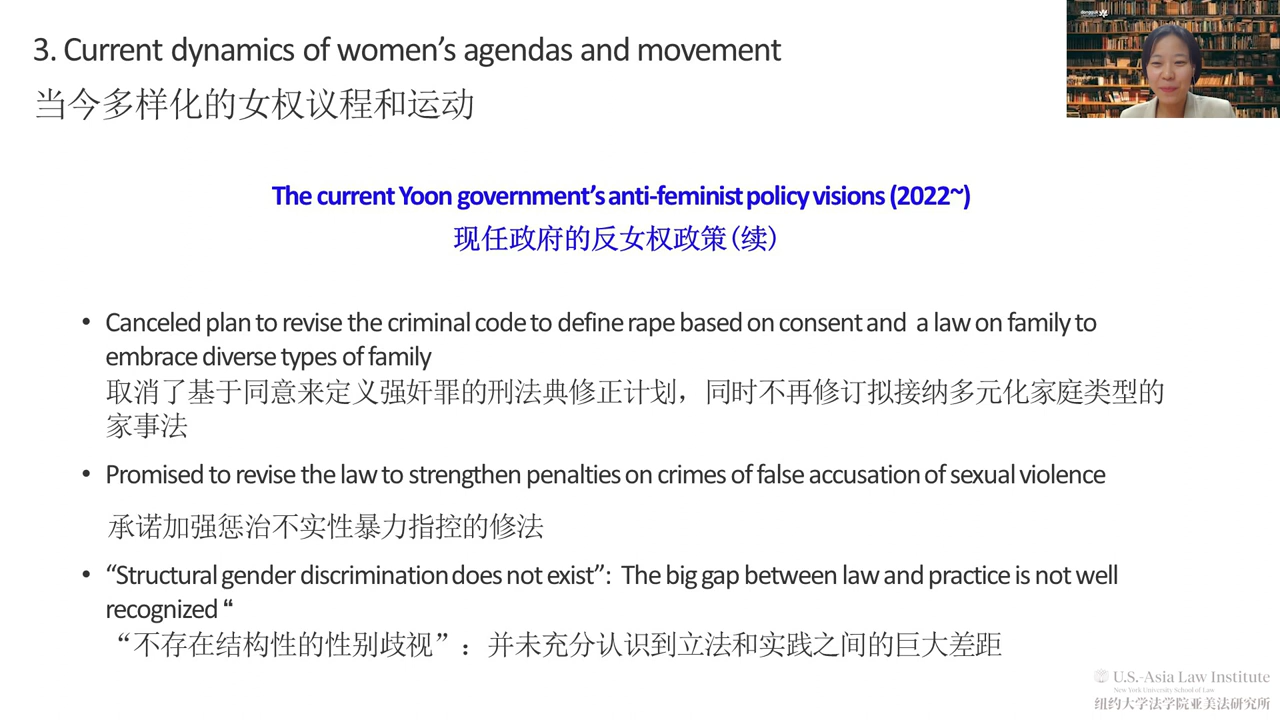 3. Current dynamics of women's agendas and movement
当今多样化的女权议程和运动
The current Yoon government's anti-feminist policy visions (2022~)
现任政府的反女权政策(续)
• Canceled plan to revise the criminal code to define rape based on consent and a law on family to
embrace diverse types of family
取消了基于同意来定义强奸罪的刑法典修正计划，同时不再修订拟接纳多元化家庭类型的
家事法
• Promised to revise the law to strengthen penalties on crimes of false accusation of sexual violence
承诺加强惩治不实性暴力指控的修法
• “Structural gender discrimination does not exist”: The big gap between law and practice is not well
recognized “
“不存在结构性的性别歧视”：并未充分认识到立法和实践之间的巨大差距
dongguk
U.S.-Asia Law Institute
New York University School of Law
纽约大学法学院亚美法研究所